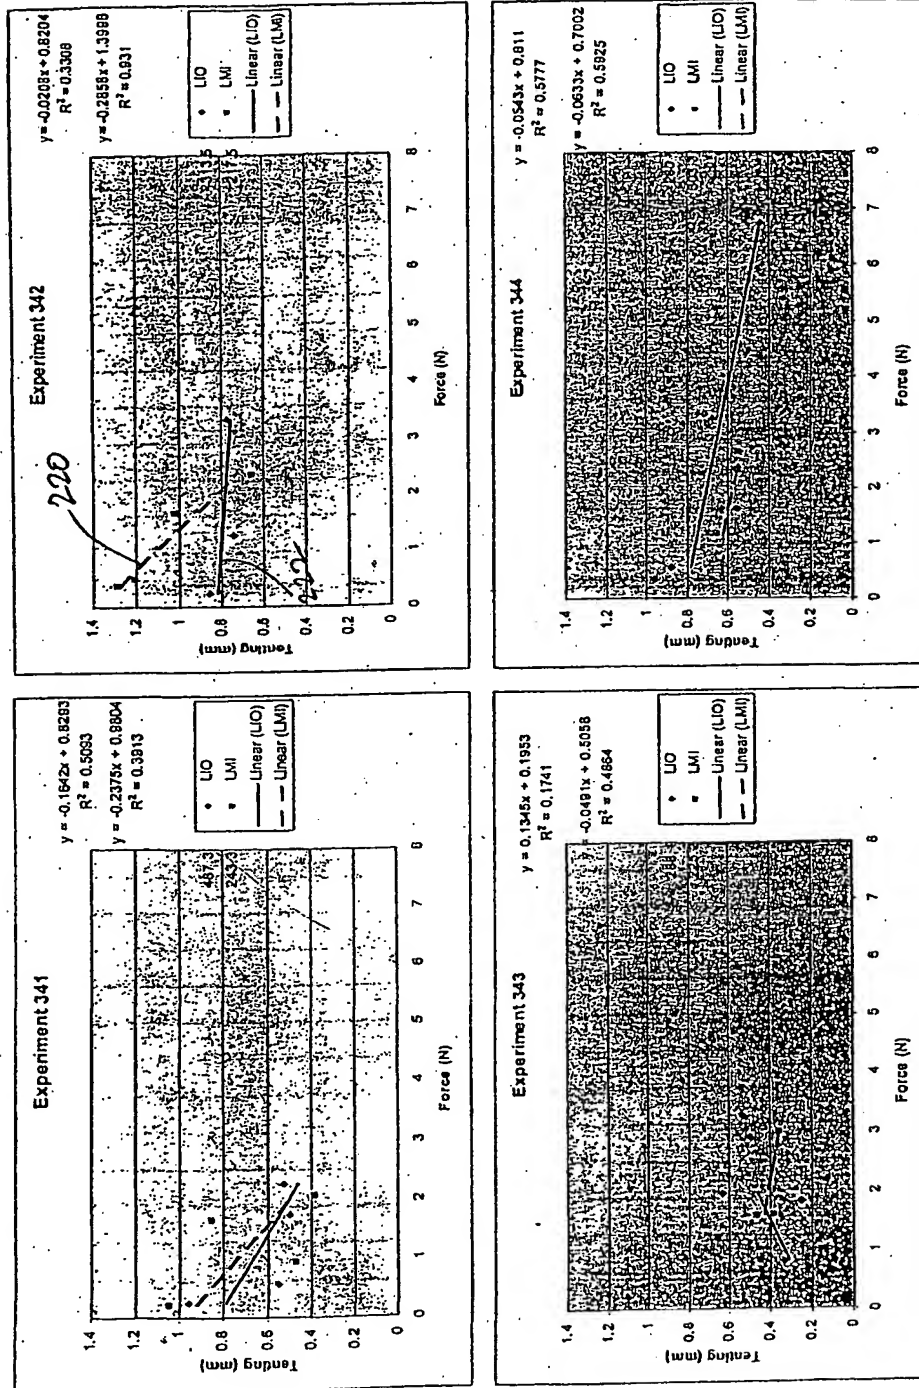 Experiment 341
y = -0.1642x + 0.8293
R² = 0.5093
y = -0.2375x + 0.9804
R² = 0.3913
LIO
LMI
Linear (LIO)
Linear (LMI)
1.4
1.2
1
0.8
0.6
0.4
0.2
0
Tenting (mm)
0 1 2 3 4 5 6 7 8
Force (N)
Experiment 342
220
222
y = -0.0208x + 0.8204
R² = 0.3308
y = -0.2858x + 1.3998
R² = 0.931
LIO
LMI
Linear (LIO)
Linear (LMI)
1.4
1.2
1
0.8
0.6
0.4
0.2
0
Tenting (mm)
0 1 2 3 4 5 6 7 8
Force (N)
Experiment 343
y = 0.1345x + 0.1953
R² = 0.1741
y = -0.0491x + 0.5058
R² = 0.4864
LIO
LMI
Linear (LIO)
Linear (LMI)
1.4
1.2
1
0.8
0.6
0.4
0.2
0
Tenting (mm)
0 1 2 3 4 5 6 7 8
Force (N)
Experiment 344
y = -0.0543x + 0.811
R² = 0.5777
y = -0.0633x + 0.7002
R² = 0.5925
LIO
LMI
Linear (LIO)
Linear (LMI)
1.4
1.2
1
0.8
0.6
0.4
0.2
0
Tenting (mm)
0 1 2 3 4 5 6 7 8
Force (N)